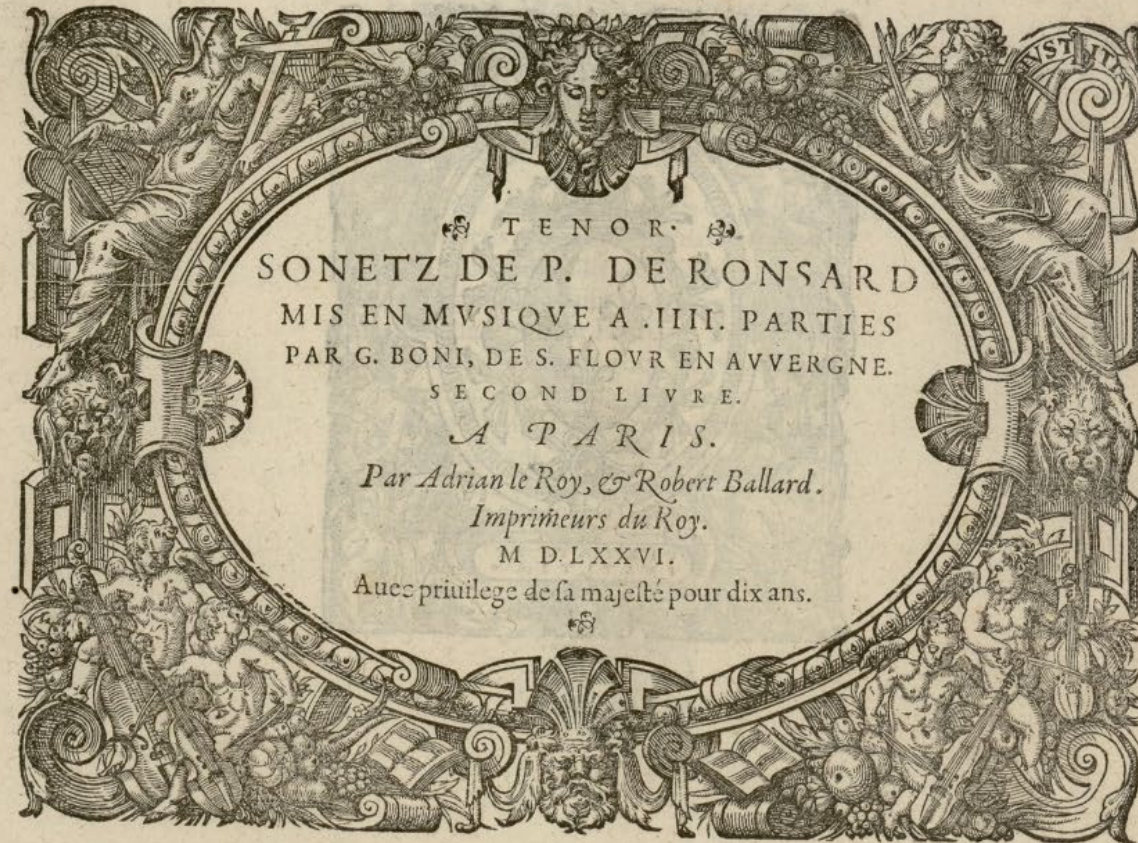 TENOR.
SONETZ DE P. DE RONSARD
MIS EN MVSIQVE A .IIII. PARTIES
PAR G. BONI, DE S. FLOVR EN AVVERGNE.
SECOND LIVRE.
A PARIS.
Par Adrian le Roy, & Robert Ballard.
Imprimeurs du Roy.
M D.LXXVI.
Auec priuilege de sa majesté pour dix ans.